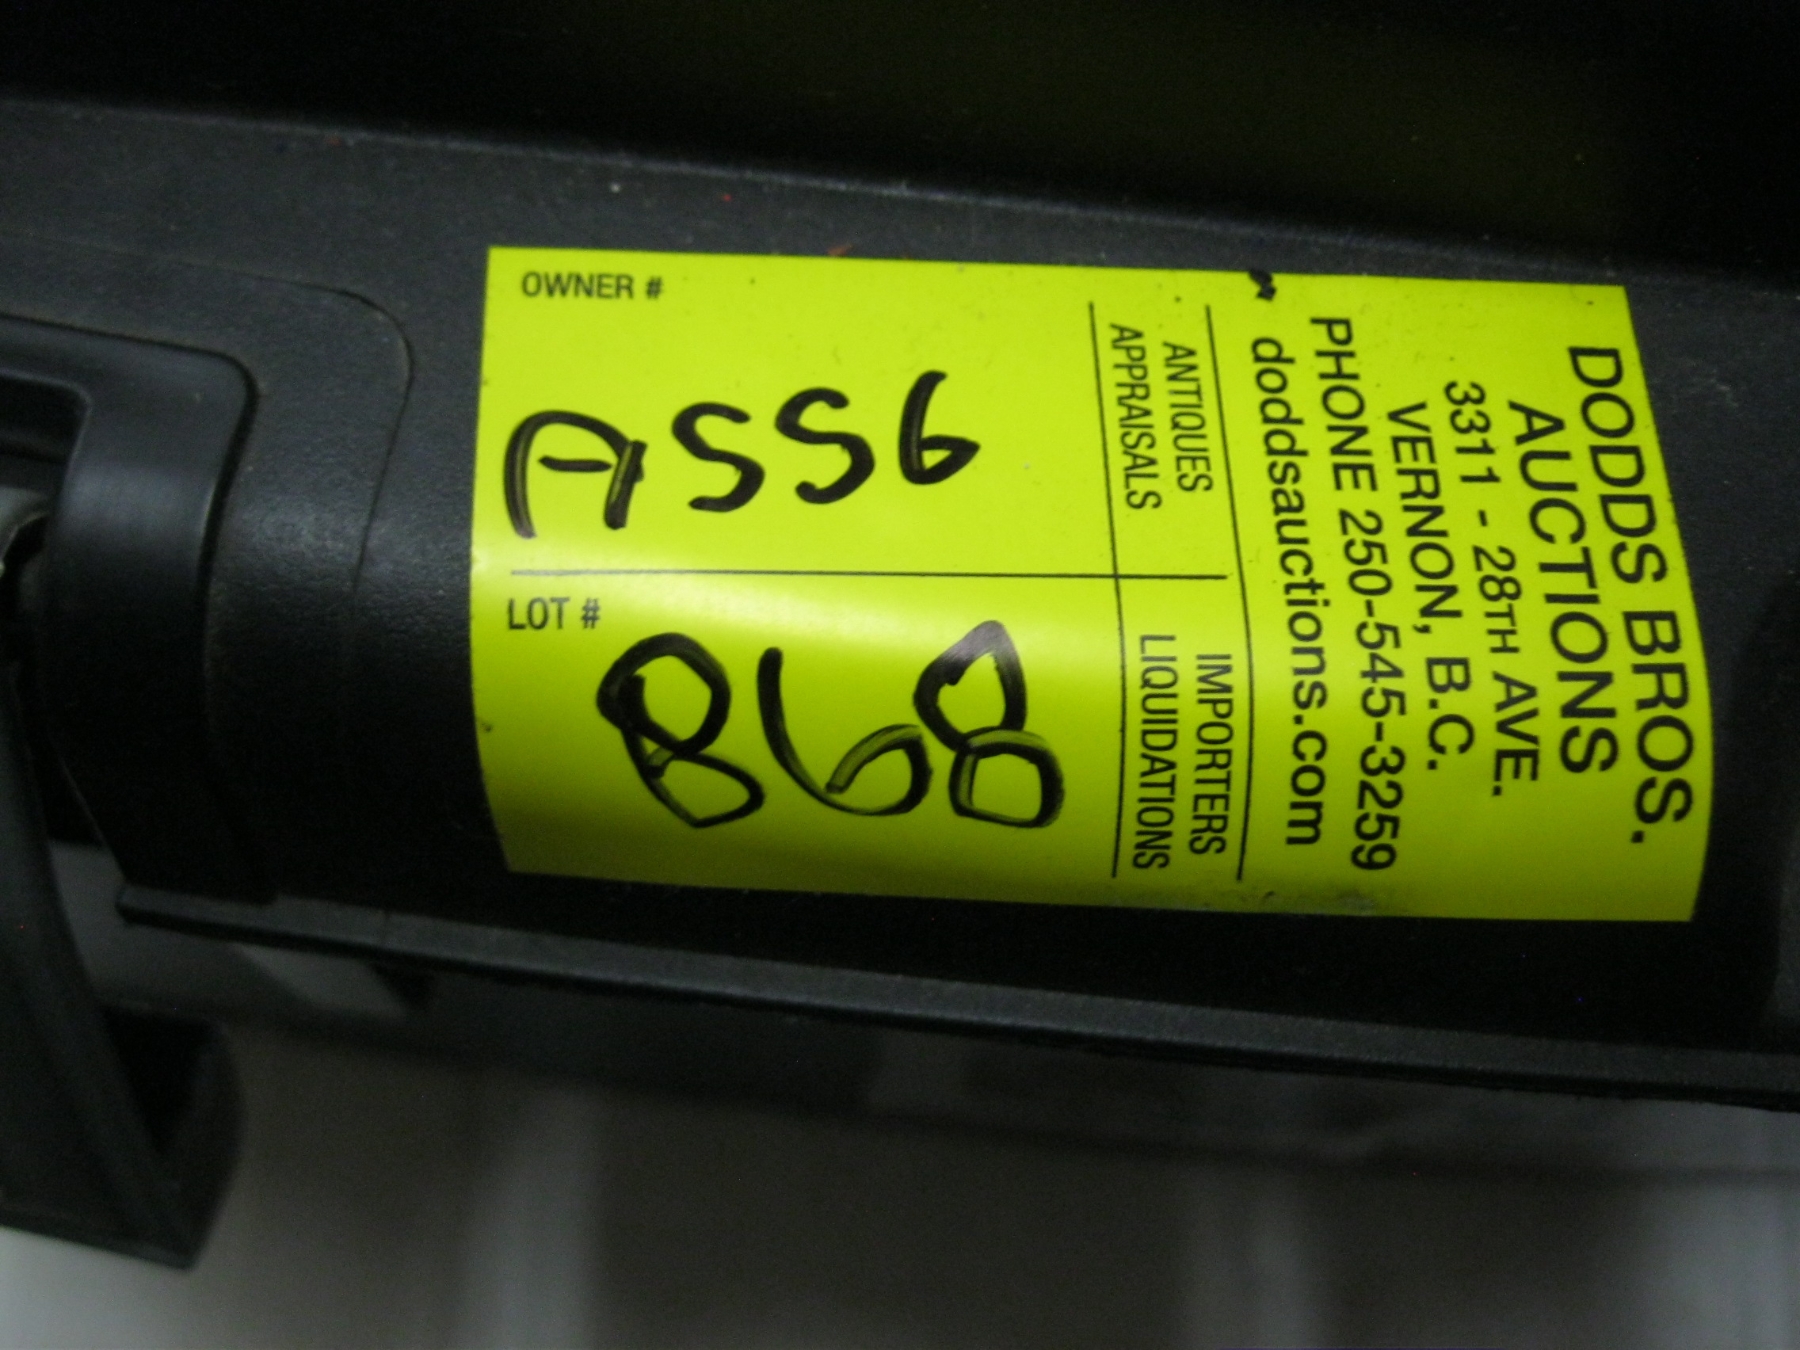 DODDS BROS.
AUCTIONS
3311 - 28TH AVE.
VERNON, B.C.
PHONE 250-545-3259
doddsauctions.com
ANTIQUES
APPRAISALS
IMPORTERS
LIQUIDATIONS
OWNER #
A556
LOT #
868